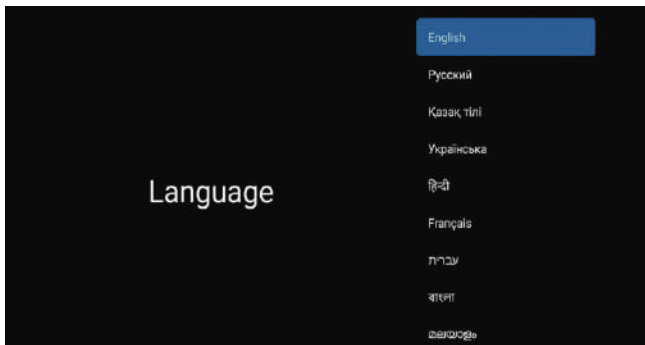 Language
English
Русский
Қазақ тілі
Українська
हिन्दी
Français
עברית
বাংলা
മലയാളം